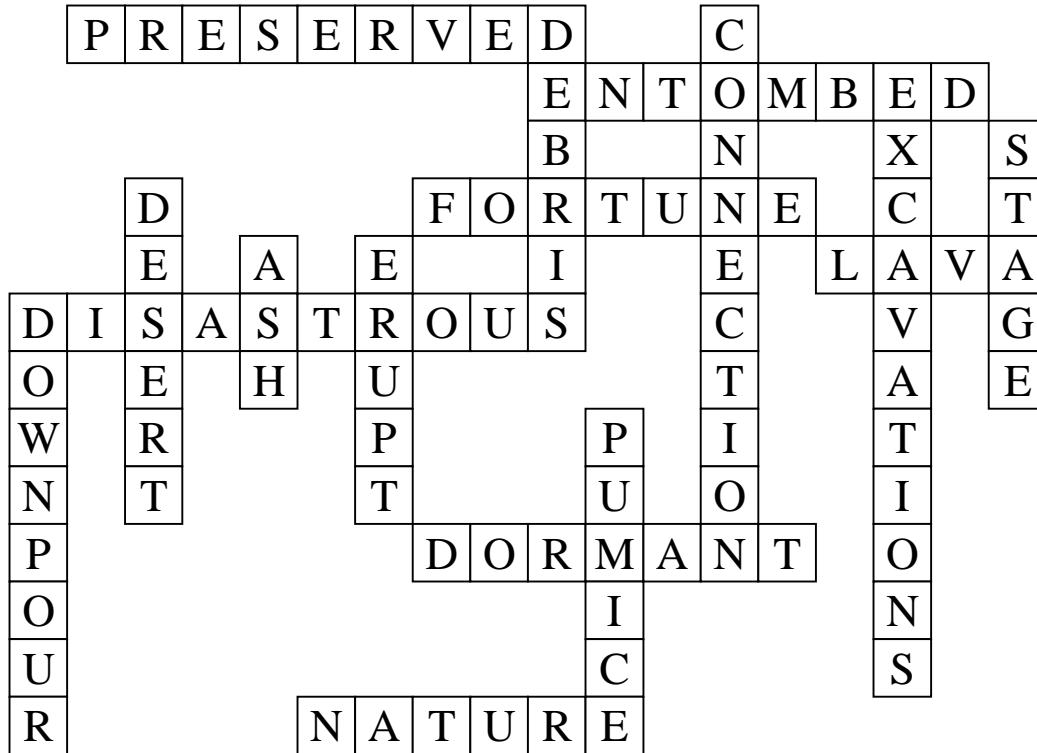 PRESERVED
DEBRIS
CONNECTION
ENTOMBED
EXCAVATIONS
STAGE
DESERT
FORTUNE
ASH
ERUPT
LAVA
DISASTROUS
DOWNPOUR
PUMICE
DORMANT
NATURE